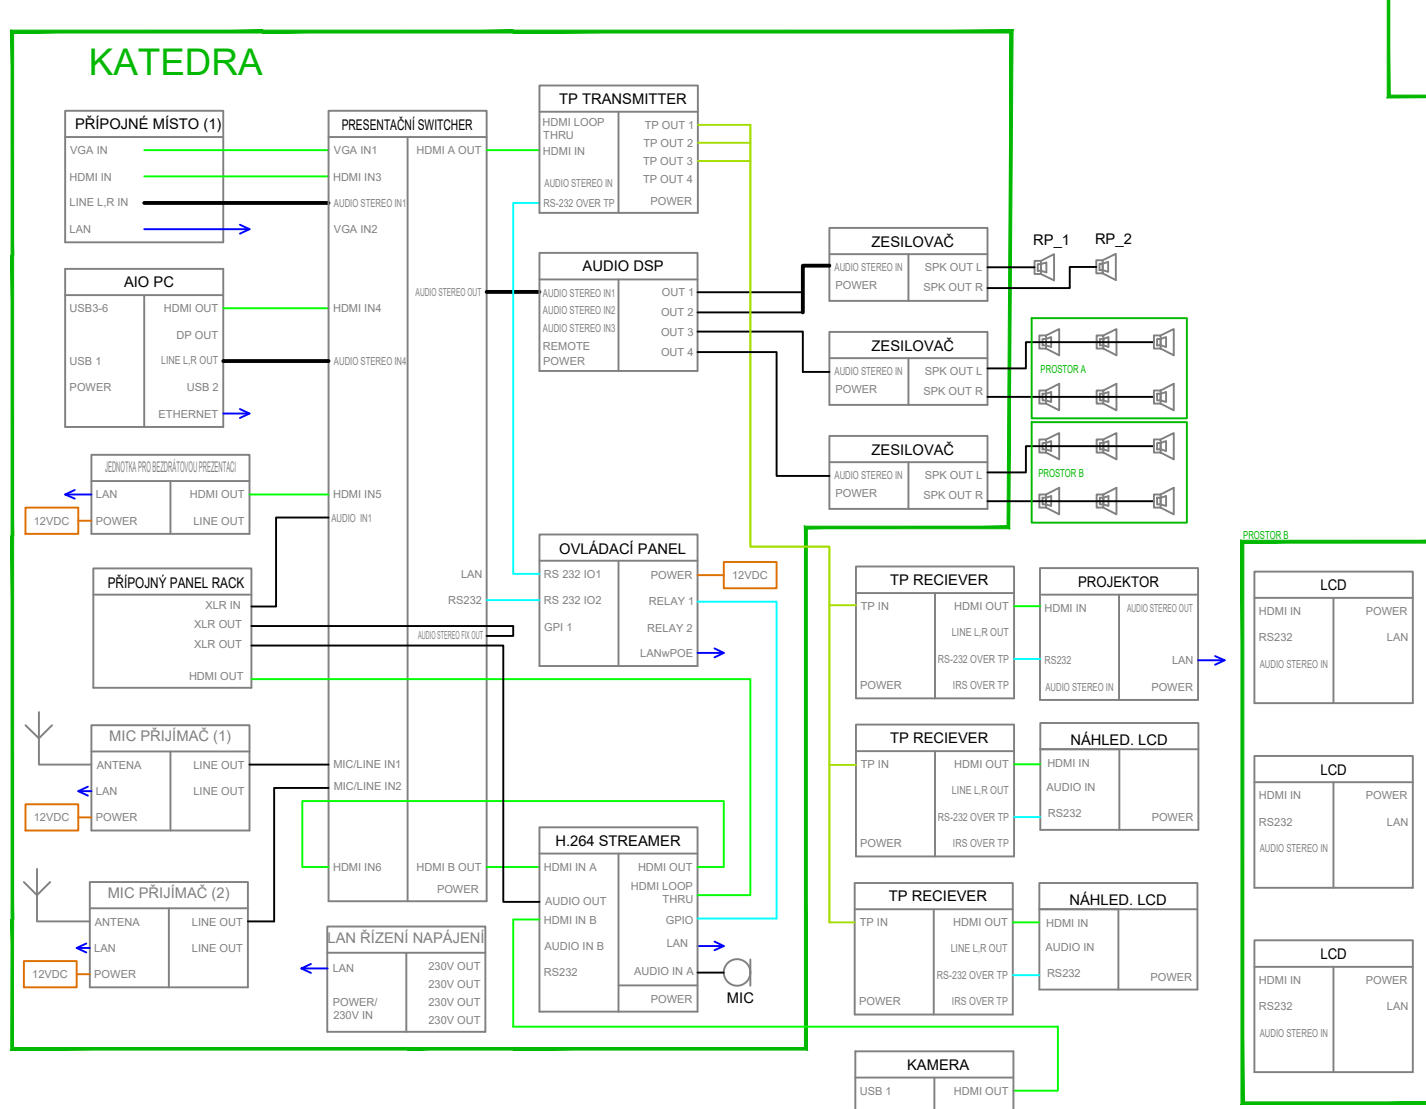 KATEDRA
PŘÍPOJNÉ MÍSTO (1)
VGA IN
HDMI IN
LINE L,R IN
LAN
AIO PC
USB3-6
HDMI OUT
DP OUT
USB 1
LINE L,R OUT
POWER
USB 2
ETHERNET
JEDNOTKA PRO BEZDRÁTOVOU PREZENTACI
LAN
HDMI OUT
12VDC
POWER
LINE OUT
PŘÍPOJNÝ PANEL RACK
XLR IN
XLR OUT
XLR OUT
HDMI OUT
MIC PŘIJÍMAČ (1)
ANTENA
LINE OUT
LAN
LINE OUT
12VDC
POWER
MIC PŘIJÍMAČ (2)
ANTENA
LINE OUT
LAN
LINE OUT
12VDC
POWER
PRESENTAČNÍ SWITCHER
VGA IN1
HDMI A OUT
HDMI IN3
AUDIO STEREO IN1
VGA IN2
AUDIO STEREO OUT
HDMI IN4
AUDIO STEREO IN4
HDMI IN5
AUDIO IN1
LAN
RS232
AUDIO STEREO FIX OUT
MIC/LINE IN1
MIC/LINE IN2
HDMI IN6
HDMI B OUT
POWER
LAN ŘÍZENÍ NAPÁJENÍ
LAN
230V OUT
230V OUT
POWER/
230V IN
230V OUT
230V OUT
TP TRANSMITTER
HDMI LOOP
THRU
HDMI IN
AUDIO STEREO IN
RS-232 OVER TP
TP OUT 1
TP OUT 2
TP OUT 3
TP OUT 4
POWER
AUDIO DSP
AUDIO STEREO IN1
AUDIO STEREO IN2
AUDIO STEREO IN3
REMOTE
POWER
OUT 1
OUT 2
OUT 3
OUT 4
OVLÁDACÍ PANEL
RS 232 IO1
RS 232 IO2
GPI 1
POWER
12VDC
RELAY 1
RELAY 2
LANwPOE
H.264 STREAMER
HDMI IN A
AUDIO OUT
HDMI IN B
AUDIO IN B
RS232
HDMI OUT
HDMI LOOP
THRU
GPIO
LAN
AUDIO IN A
POWER
MIC
ZESILOVAČ
AUDIO STEREO IN
POWER
SPK OUT L
SPK OUT R
RP_1
RP_2
ZESILOVAČ
AUDIO STEREO IN
POWER
SPK OUT L
SPK OUT R
PROSTOR A
ZESILOVAČ
AUDIO STEREO IN
POWER
SPK OUT L
SPK OUT R
PROSTOR B
TP RECIEVER
TP IN
POWER
HDMI OUT
LINE L,R OUT
RS-232 OVER TP
IRS OVER TP
PROJEKTOR
HDMI IN
AUDIO STEREO OUT
RS232
LAN
AUDIO STEREO IN
POWER
TP RECIEVER
TP IN
POWER
HDMI OUT
LINE L,R OUT
RS-232 OVER TP
IRS OVER TP
NÁHLED. LCD
HDMI IN
AUDIO IN
RS232
POWER
TP RECIEVER
TP IN
POWER
HDMI OUT
LINE L,R OUT
RS-232 OVER TP
IRS OVER TP
NÁHLED. LCD
HDMI IN
AUDIO IN
RS232
POWER
KAMERA
USB 1
HDMI OUT
PROSTOR B
LCD
HDMI IN
POWER
RS232
LAN
AUDIO STEREO IN
LCD
HDMI IN
POWER
RS232
LAN
AUDIO STEREO IN
LCD
HDMI IN
POWER
RS232
LAN
AUDIO STEREO IN